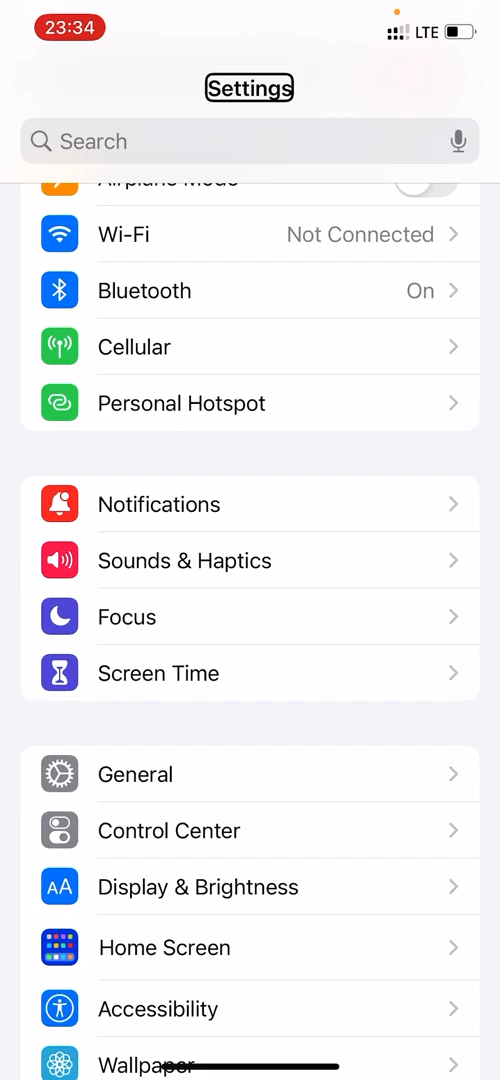 23:34
LTE
Settings
Search
Airplane Mode
Wi-Fi
Not Connected
Bluetooth
On
Cellular
Personal Hotspot
Notifications
Sounds & Haptics
Focus
Screen Time
General
Control Center
AA
Display & Brightness
Home Screen
Accessibility
Wallpaper